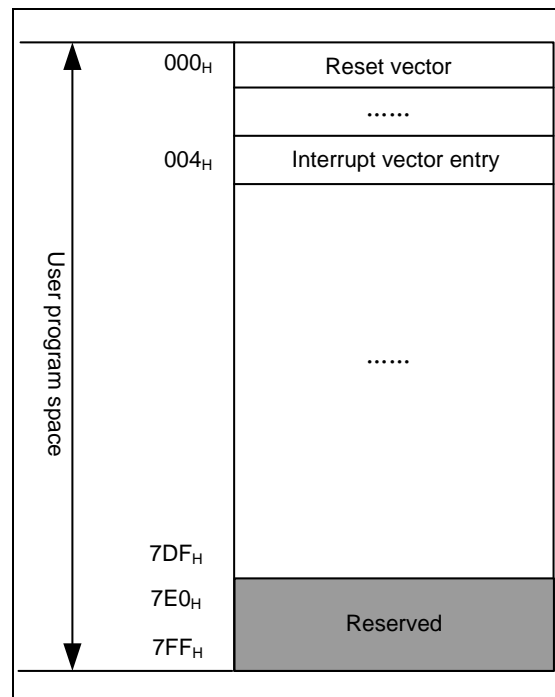 000H Reset vector
……
004H Interrupt vector entry
User program space
……
7DFH
7E0H
Reserved
7FFH